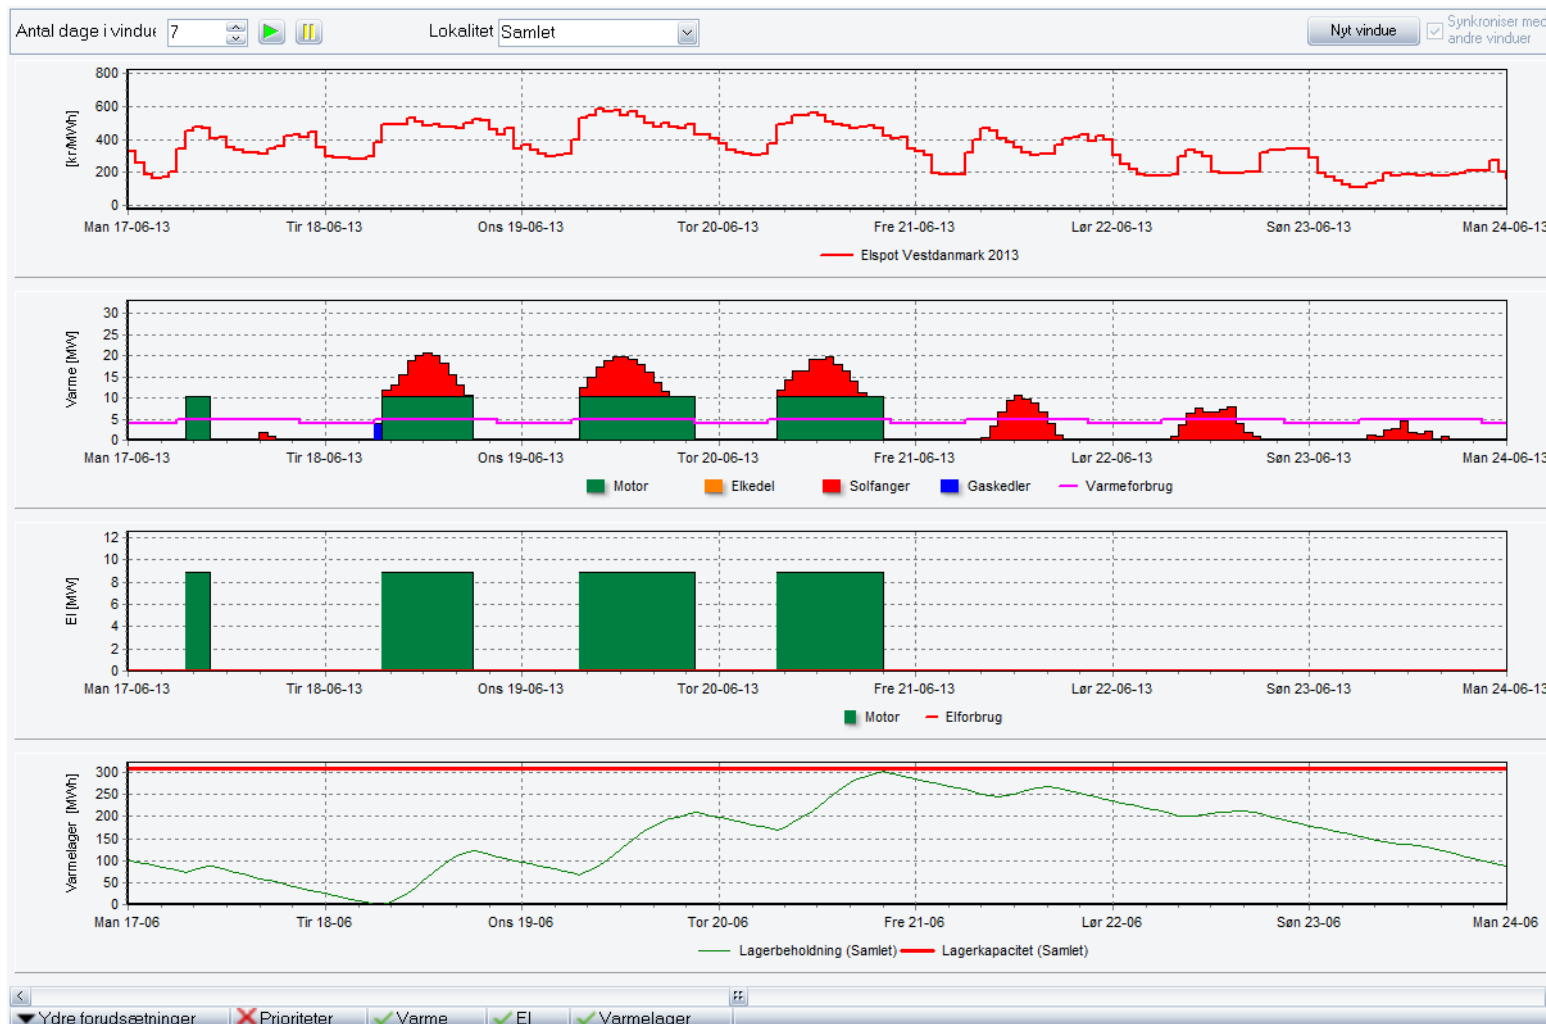 Antal dage i vindue 7 Lokalitet Samlet Nyt vindue Synkroniser med andre vinduer
800
600
400
200
0
[kr/MWh]
Man 17-06-13 Tir 18-06-13 Ons 19-06-13 Tor 20-06-13 Fre 21-06-13 Lør 22-06-13 Søn 23-06-13 Man 24-06-13
Elspot Vestdanmark 2013
30
25
20
15
10
5
0
Varme [MW]
Man 17-06-13 Tir 18-06-13 Ons 19-06-13 Tor 20-06-13 Fre 21-06-13 Lør 22-06-13 Søn 23-06-13 Man 24-06-13
Motor Elkedel Solfanger Gaskedler Varmeforbrug
12
10
8
6
4
2
0
El [MW]
Man 17-06-13 Tir 18-06-13 Ons 19-06-13 Tor 20-06-13 Fre 21-06-13 Lør 22-06-13 Søn 23-06-13 Man 24-06-13
Motor Elforbrug
300
250
200
150
100
50
0
Varmelager [MWh]
Man 17-06 Tir 18-06 Ons 19-06 Tor 20-06 Fre 21-06 Lør 22-06 Søn 23-06 Man 24-06
Lagerbeholdning (Samlet) Lagerkapacitet (Samlet)
Ydre forudsætninger Prioriteter Varme El Varmelager